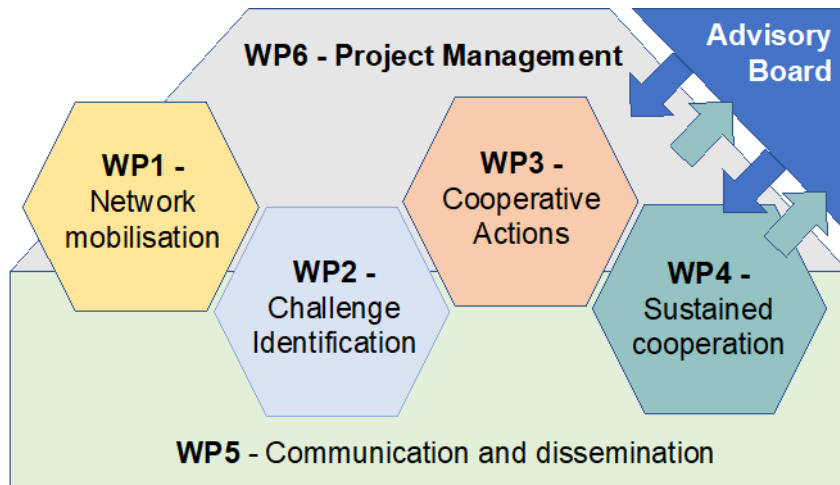 WP6 - Project Management
Advisory
Board
WP1 -
Network
mobilisation
WP2 -
Challenge
Identification
WP3 -
Cooperative
Actions
WP4 -
Sustained
cooperation
WP5 - Communication and dissemination